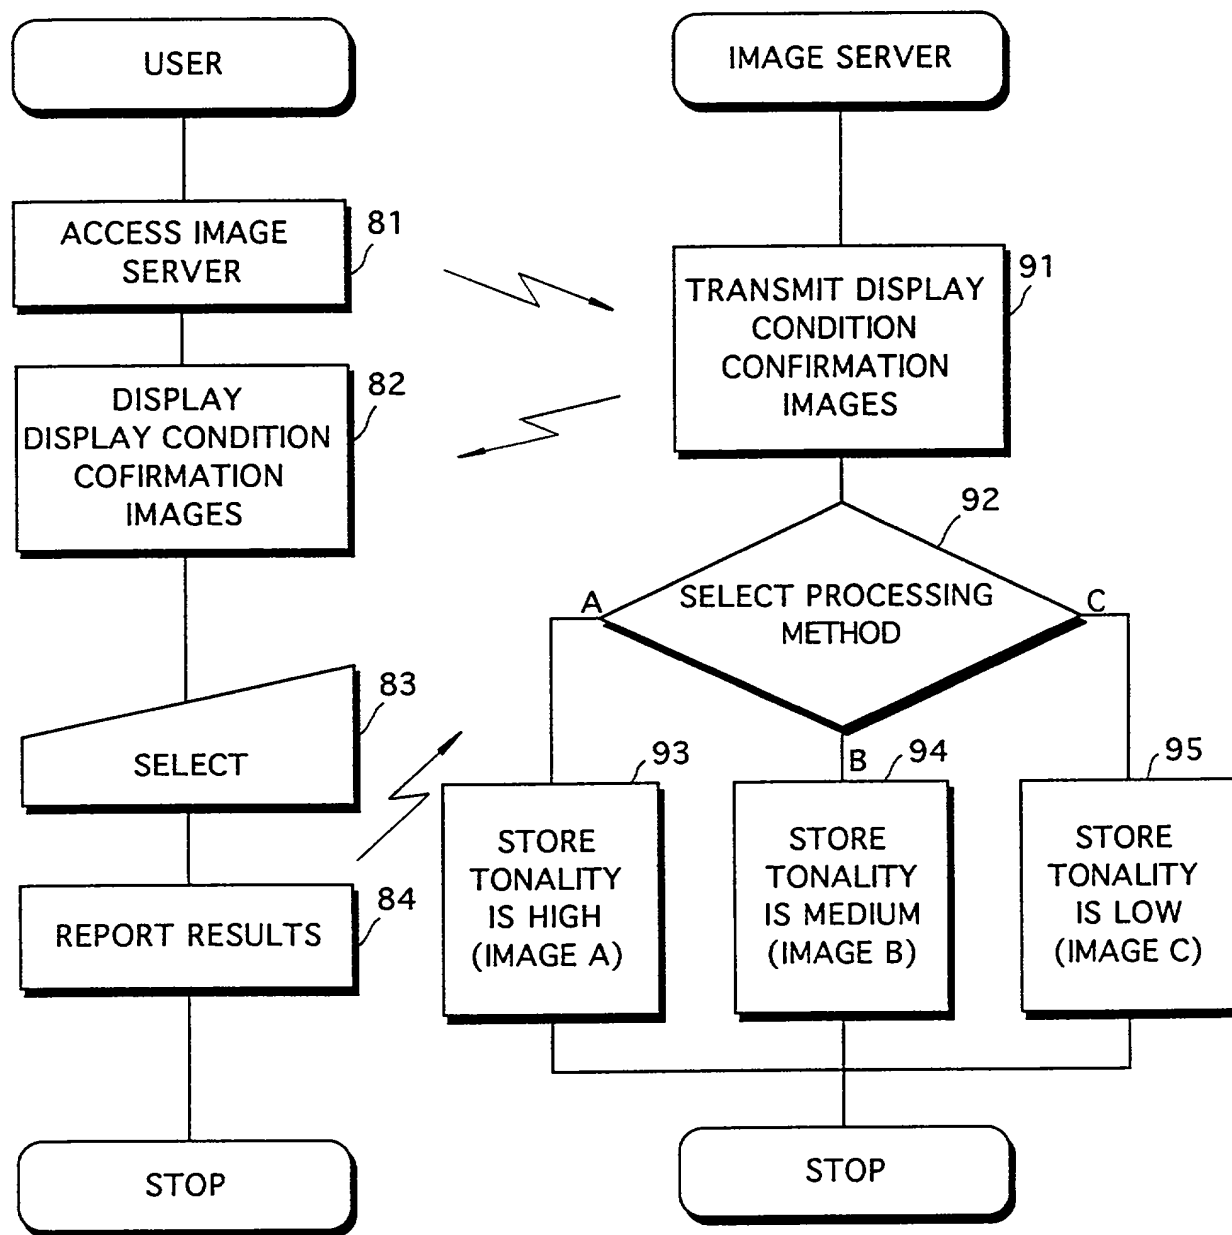 USER
ACCESS IMAGE
SERVER
81
DISPLAY
DISPLAY CONDITION
COFIRMATION
IMAGES
82
SELECT
83
REPORT RESULTS
84
STOP
IMAGE SERVER
TRANSMIT DISPLAY
CONDITION
CONFIRMATION
IMAGES
91
SELECT PROCESSING
METHOD
92
A
B
C
STORE
TONALITY
IS HIGH
(IMAGE A)
93
STORE
TONALITY
IS MEDIUM
(IMAGE B)
94
STORE
TONALITY
IS LOW
(IMAGE C)
95
STOP